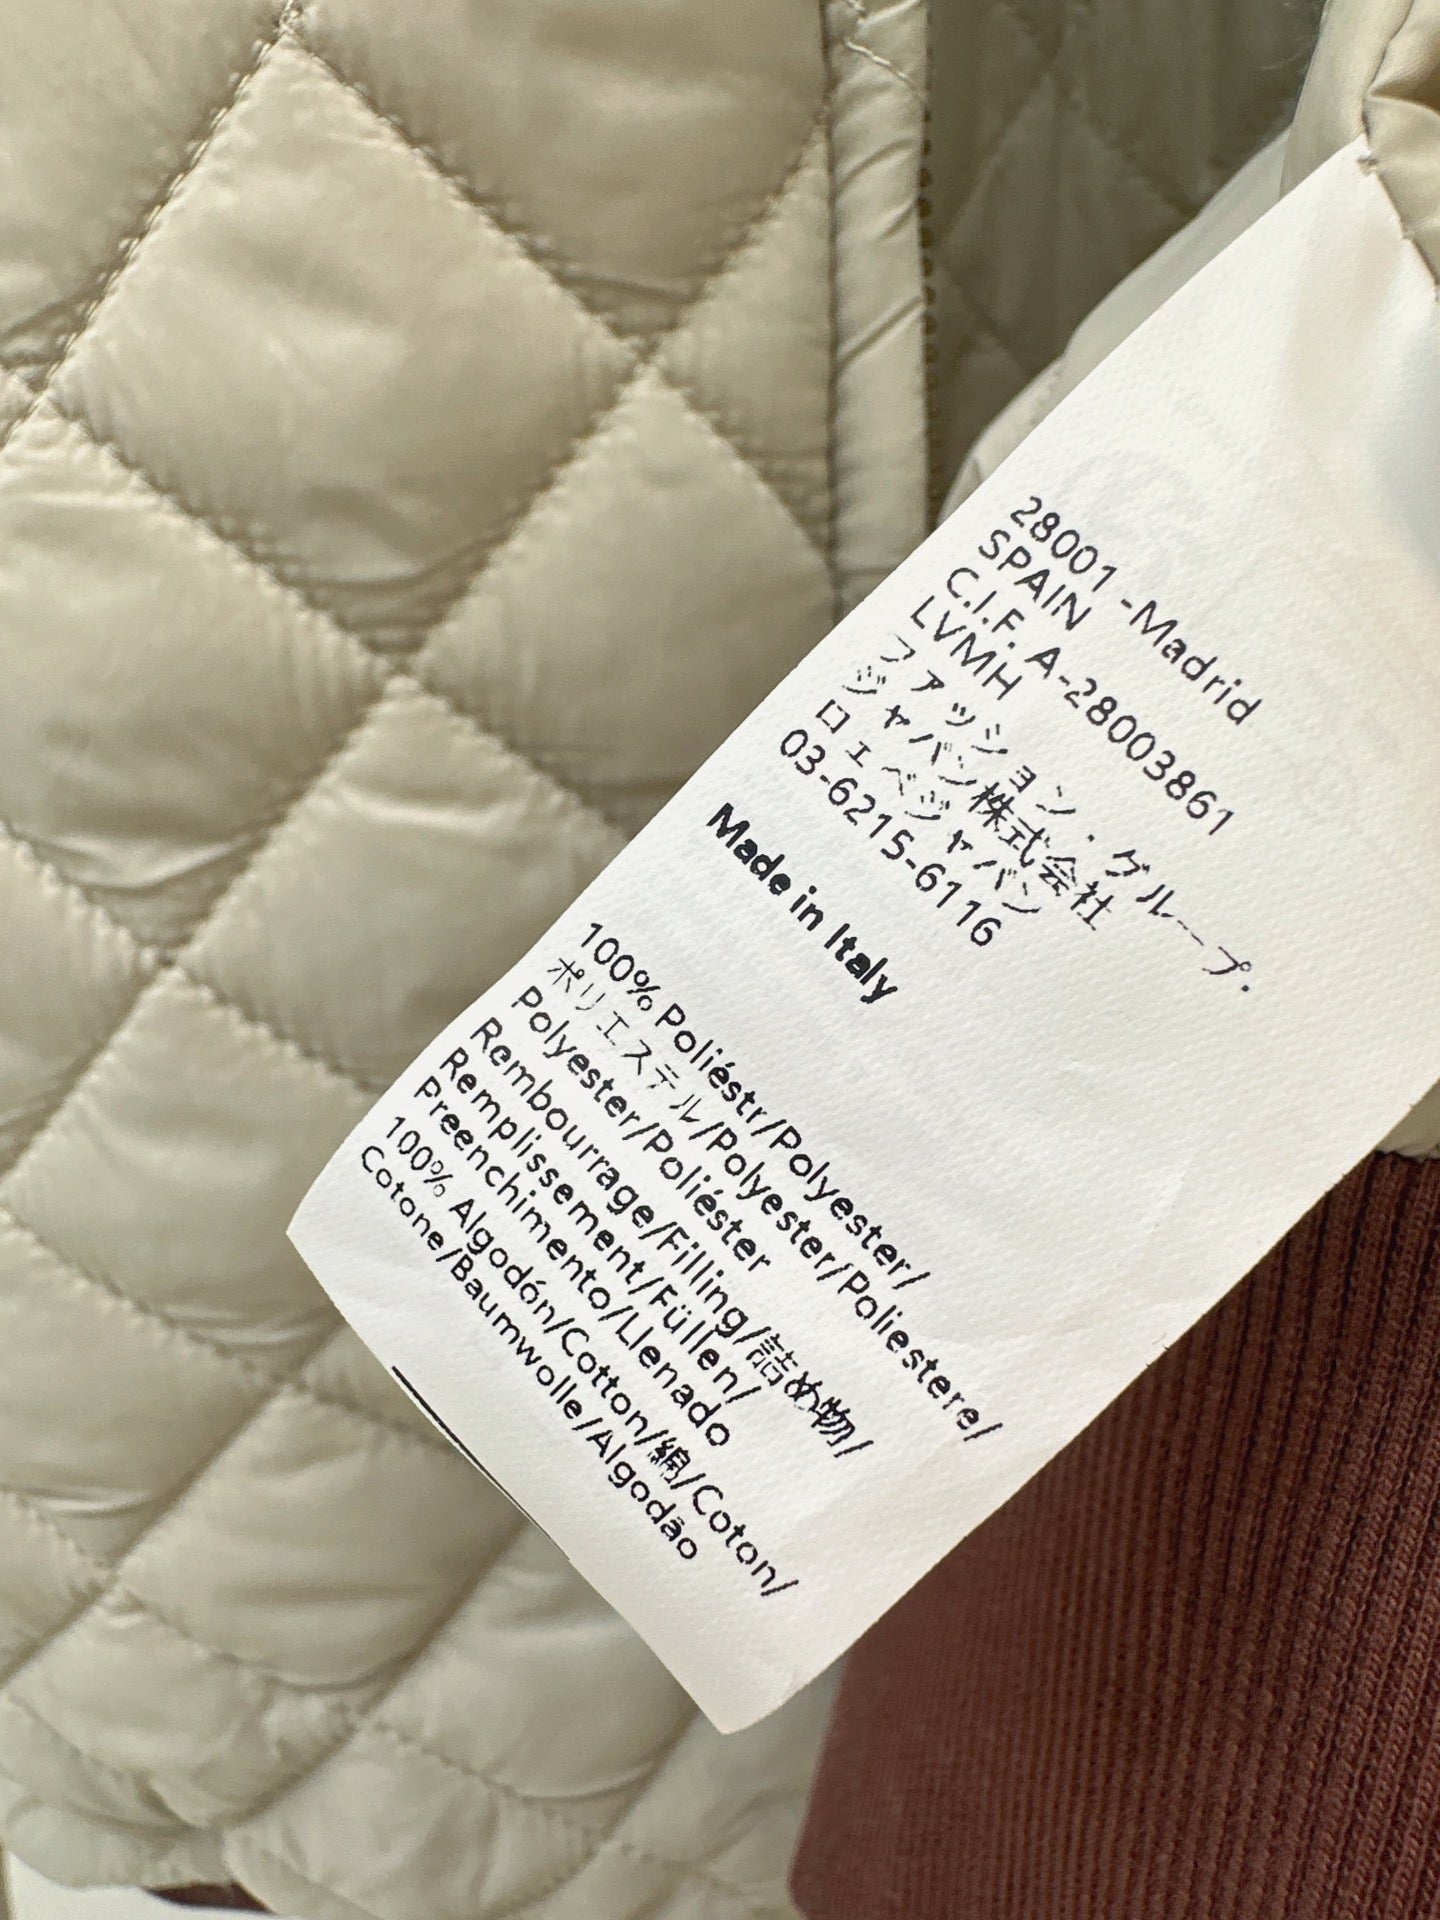 28001 -Madrid
SPAIN
C.I.F. A-28003861
LVMH
ファッション・グループ.
ジャパン株式会社
ロエベジャパン
03-6215-6116
Made in Italy
100% Poliéstr/Polyester/
ポリエステル/Polyester/Poliestere/
Polyester/Poliéster
Rembourrage/Filling/詰め物/
Remplissement/Füllen/
Preenchimento/Llenado
100% Algodón/Cotton/綿/Coton/
Cotone/Baumwolle/Algodão